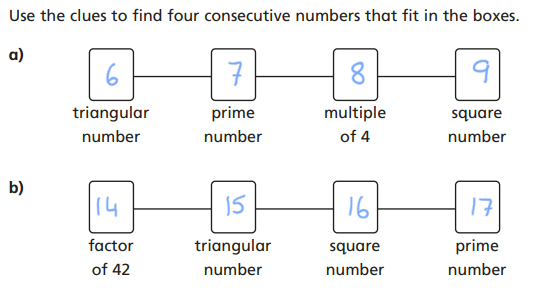 Use the clues to find four consecutive numbers that fit in the boxes.
a)
6 7 8 9
triangular prime multiple square
number number of 4 number
b)
14 15 16 17
factor triangular square prime
of 42 number number number